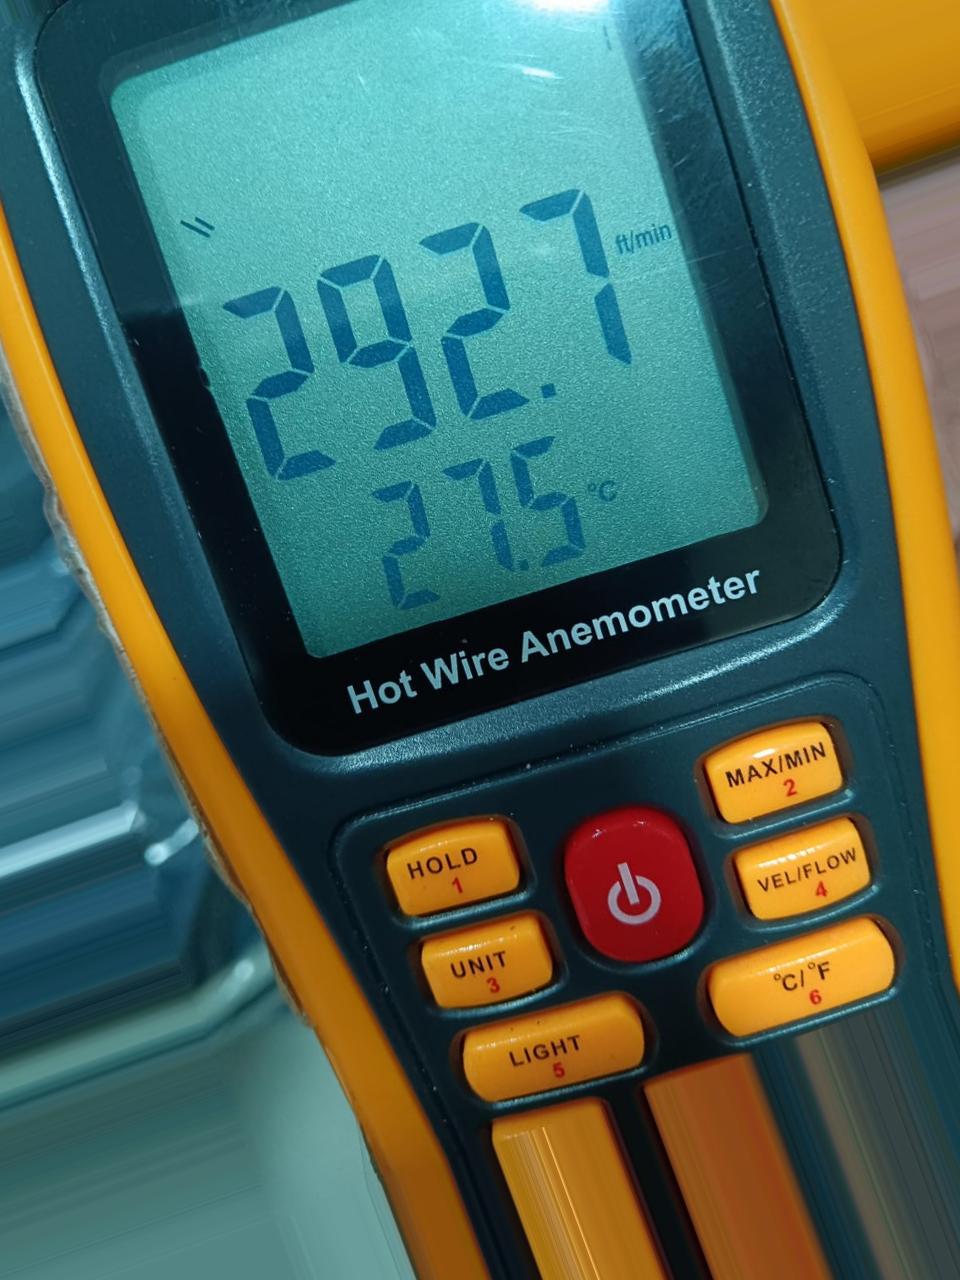 292.7 ft/min
27.5 °C
Hot Wire Anemometer
MAX/MIN
2
HOLD
1
VEL/FLOW
4
UNIT
3
°C/°F
6
LIGHT
5